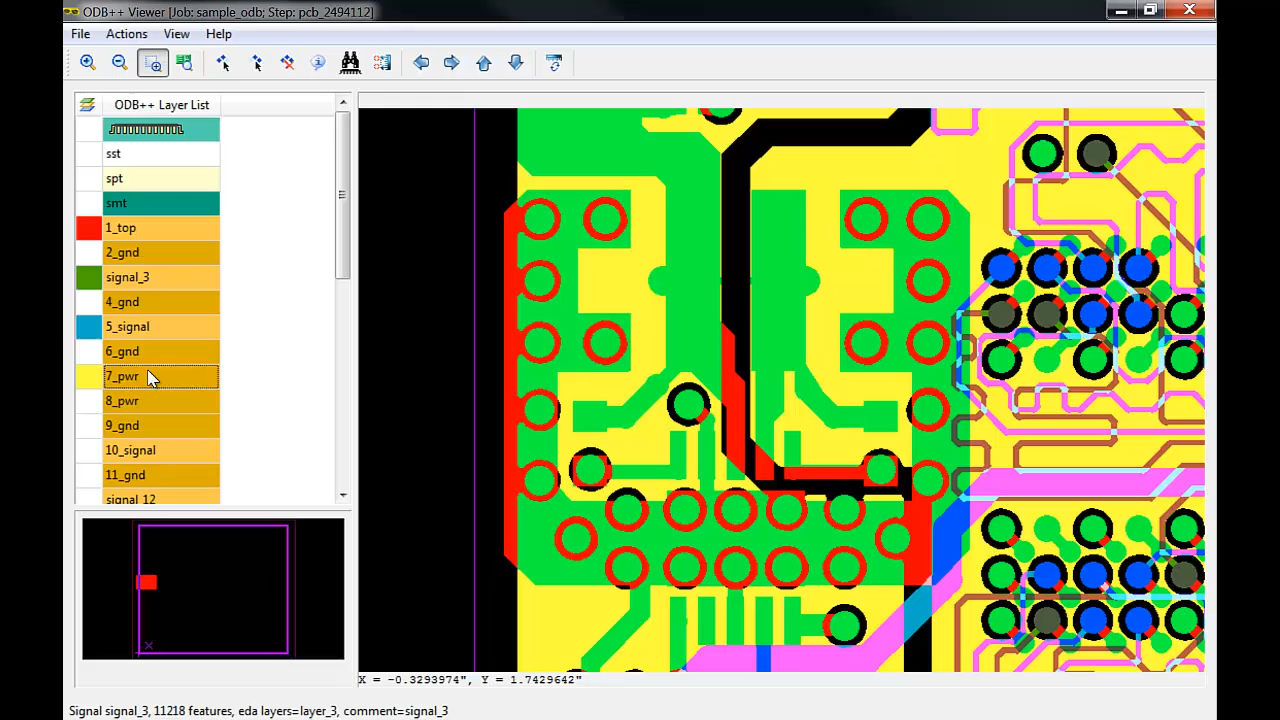 ODB++ Viewer [Job: sample_odb; Step: pcb_2494112]
File Actions View Help
ODB++ Layer List
sst
spt
smt
1_top
2_gnd
signal_3
4_gnd
5_signal
6_gnd
7_pwr
8_pwr
9_gnd
10_signal
11_gnd
signal 12
X = -0.3293974", Y = 1.7429642"
Signal signal_3, 11218 features, eda layers=layer_3, comment=signal_3